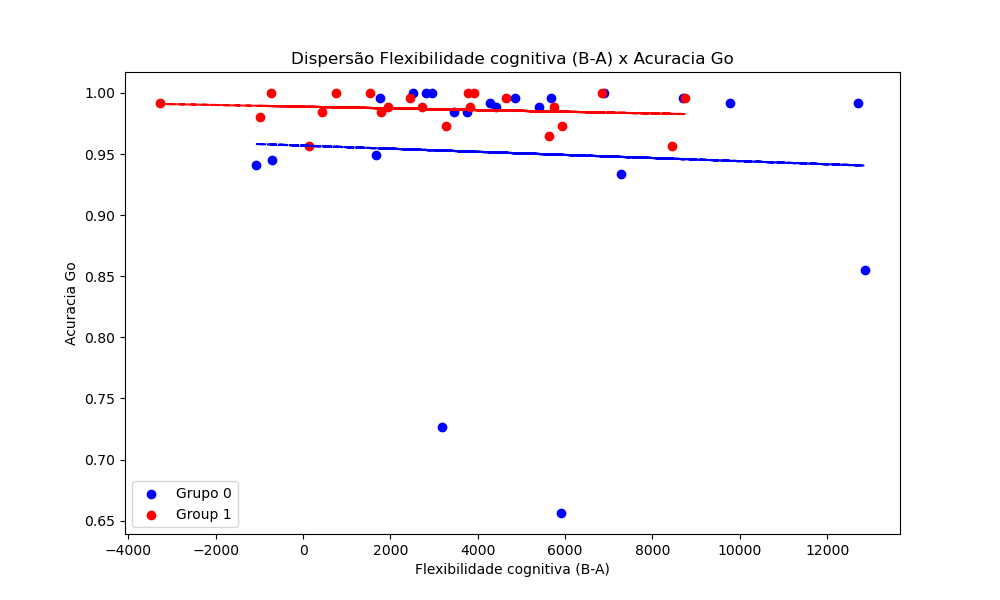 Dispersão Flexibilidade cognitiva (B-A) x Acuracia Go
1.00
0.95
0.90
0.85
0.80
0.75
0.70
0.65
Acuracia Go
Grupo 0
Group 1
−4000 −2000 0 2000 4000 6000 8000 10000 12000
Flexibilidade cognitiva (B-A)